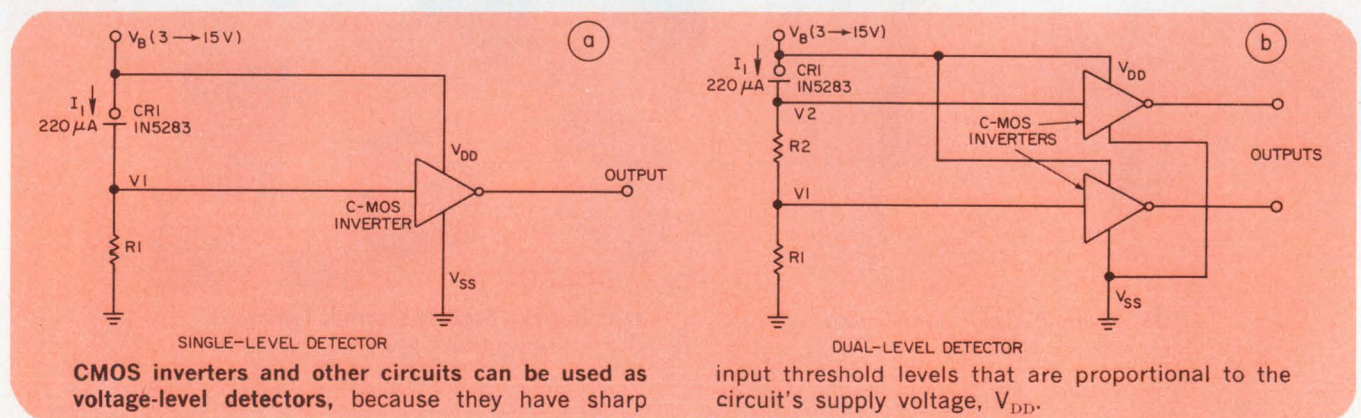 V_B (3 → 15V)
a
I_1
220 μA
CR1
IN5283
V_DD
V1
OUTPUT
C-MOS
INVERTER
R1
V_SS
SINGLE-LEVEL DETECTOR
V_B (3 → 15V)
b
I_1
220 μA
CR1
IN5283
V_DD
V2
C-MOS
INVERTERS
R2
OUTPUTS
V1
R1
V_SS
DUAL-LEVEL DETECTOR
CMOS inverters and other circuits can be used as
voltage-level detectors, because they have sharp
input threshold levels that are proportional to the
circuit's supply voltage, V_DD.